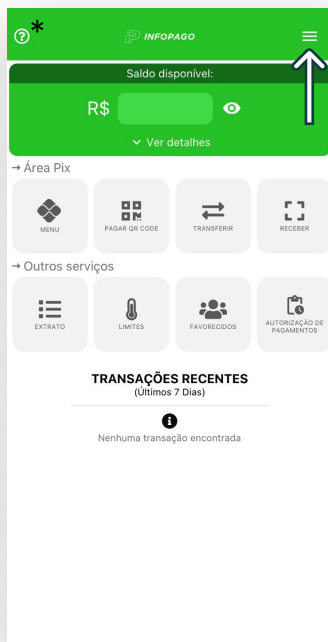 * INFOPAGO
Saldo disponível:
R$
Ver detalhes
→ Área Pix
MENU PAGAR QR CODE TRANSFERIR RECEBER
→ Outros serviços
EXTRATO LIMITES FAVORECIDOS AUTORIZAÇÃO DE
PAGAMENTOS
TRANSAÇÕES RECENTES
(Últimos 7 Dias)
Nenhuma transação encontrada